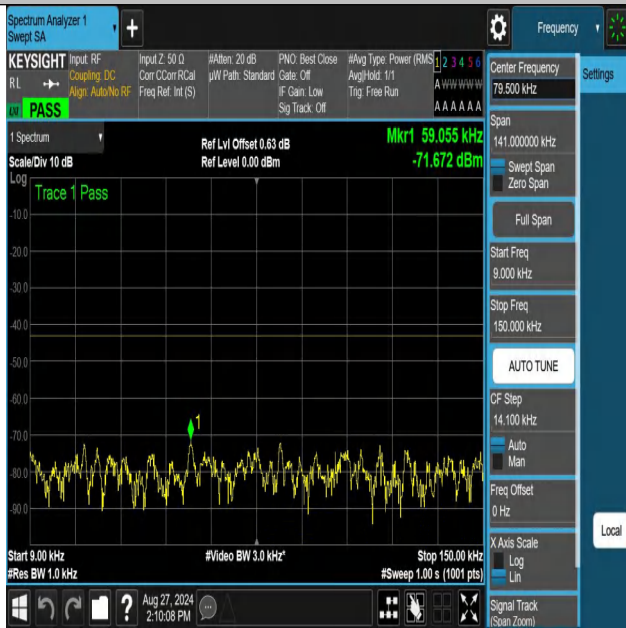 Spectrum Analyzer 1
Swept SA
+
Frequency
KEYSIGHT
RL
Input: RF
Coupling: DC
Align: Auto/No RF
Input Z: 50 Ω
Corr CCorr RCal
Freq Ref: Int (S)
#Atten: 20 dB
µW Path: Standard
PNO: Best Close
Gate: Off
IF Gain: Low
Sig Track: Off
#Avg Type: Power (RMS
Avg|Hold: 1/1
Trig: Free Run
1 2 3 4 5 6
A W W W W W
A A A A A A
PASS
1 Spectrum
Scale/Div 10 dB
Ref Lvl Offset 0.63 dB
Ref Level 0.00 dBm
Mkr1 59.055 kHz
-71.672 dBm
Log
Trace 1 Pass
-10.0
-20.0
-30.0
-40.0
-50.0
-60.0
-70.0
-80.0
-90.0
1
Start 9.00 kHz
#Res BW 1.0 kHz
#Video BW 3.0 kHz*
Stop 150.00 kHz
#Sweep 1.00 s (1001 pts)
?
Aug 27, 2024
2:10:08 PM
Center Frequency
79.500 kHz
Settings
Span
141.000000 kHz
Swept Span
Zero Span
Full Span
Start Freq
9.000 kHz
Stop Freq
150.000 kHz
AUTO TUNE
CF Step
14.100 kHz
Auto
Man
Freq Offset
0 Hz
Local
X Axis Scale
Log
Lin
Signal Track
(Span Zoom)